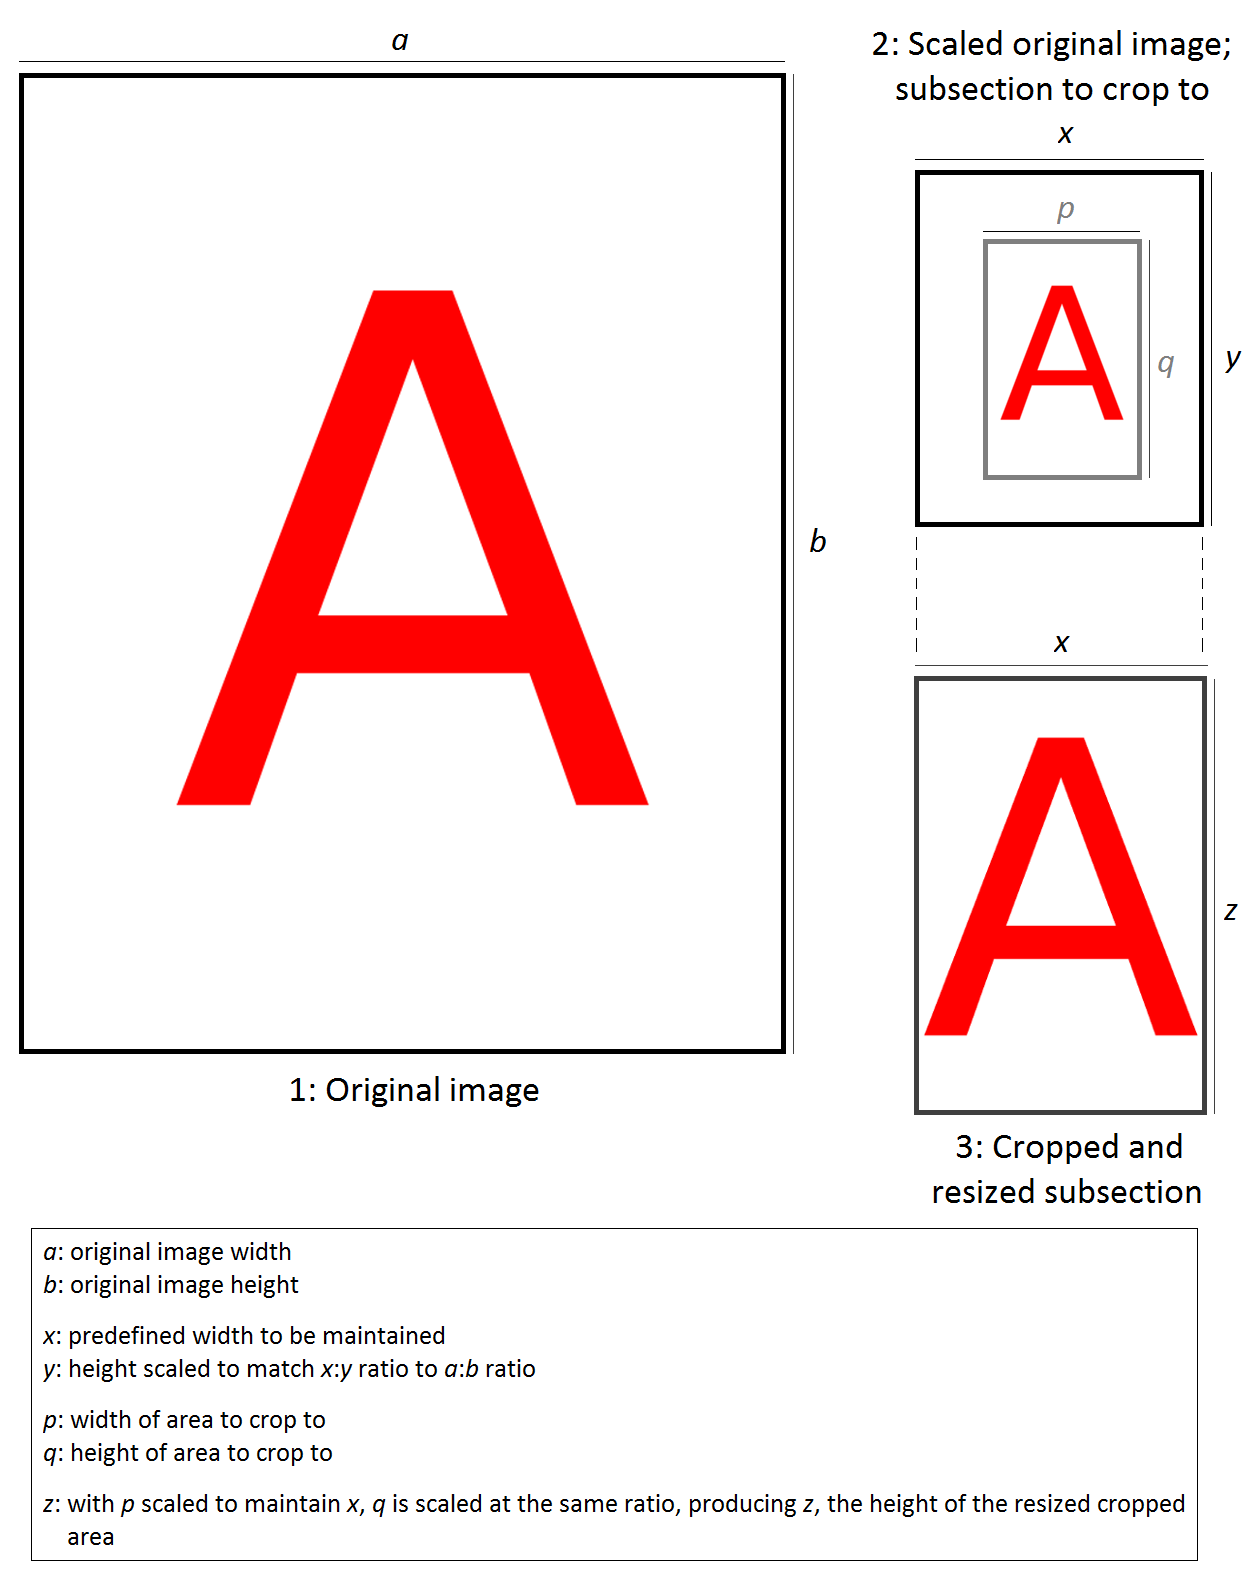 a
A
b
1: Original image
2: Scaled original image;
subsection to crop to
x
p
A
q
y
x
A
z
3: Cropped and
resized subsection
a: original image width
b: original image height
x: predefined width to be maintained
y: height scaled to match x:y ratio to a:b ratio
p: width of area to crop to
q: height of area to crop to
z: with p scaled to maintain x, q is scaled at the same ratio, producing z, the height of the resized cropped
area